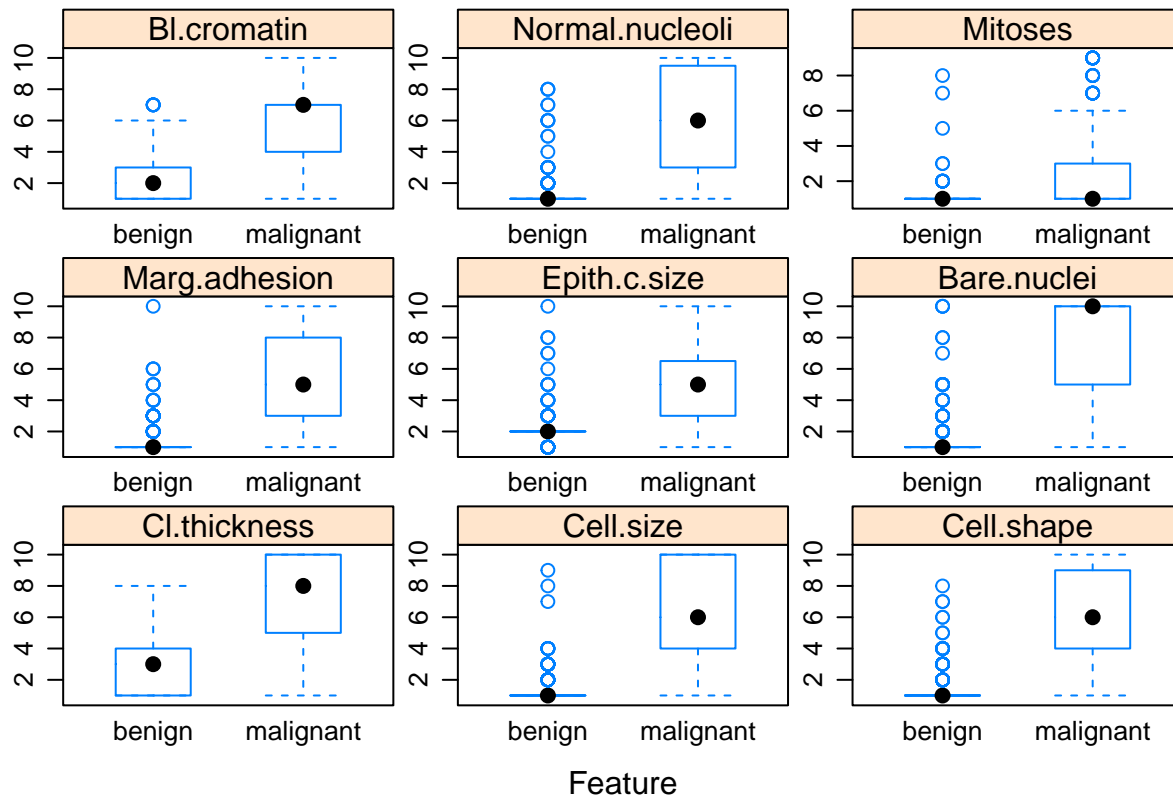 Bl.cromatin
Normal.nucleoli
Mitoses
2 4 6 8 10
2 4 6 8 10
2 4 6 8
benign malignant
benign malignant
benign malignant
Marg.adhesion
Epith.c.size
Bare.nuclei
2 4 6 8 10
2 4 6 8 10
2 4 6 8 10
benign malignant
benign malignant
benign malignant
Cl.thickness
Cell.size
Cell.shape
2 4 6 8 10
2 4 6 8 10
2 4 6 8 10
benign malignant
benign malignant
benign malignant
Feature